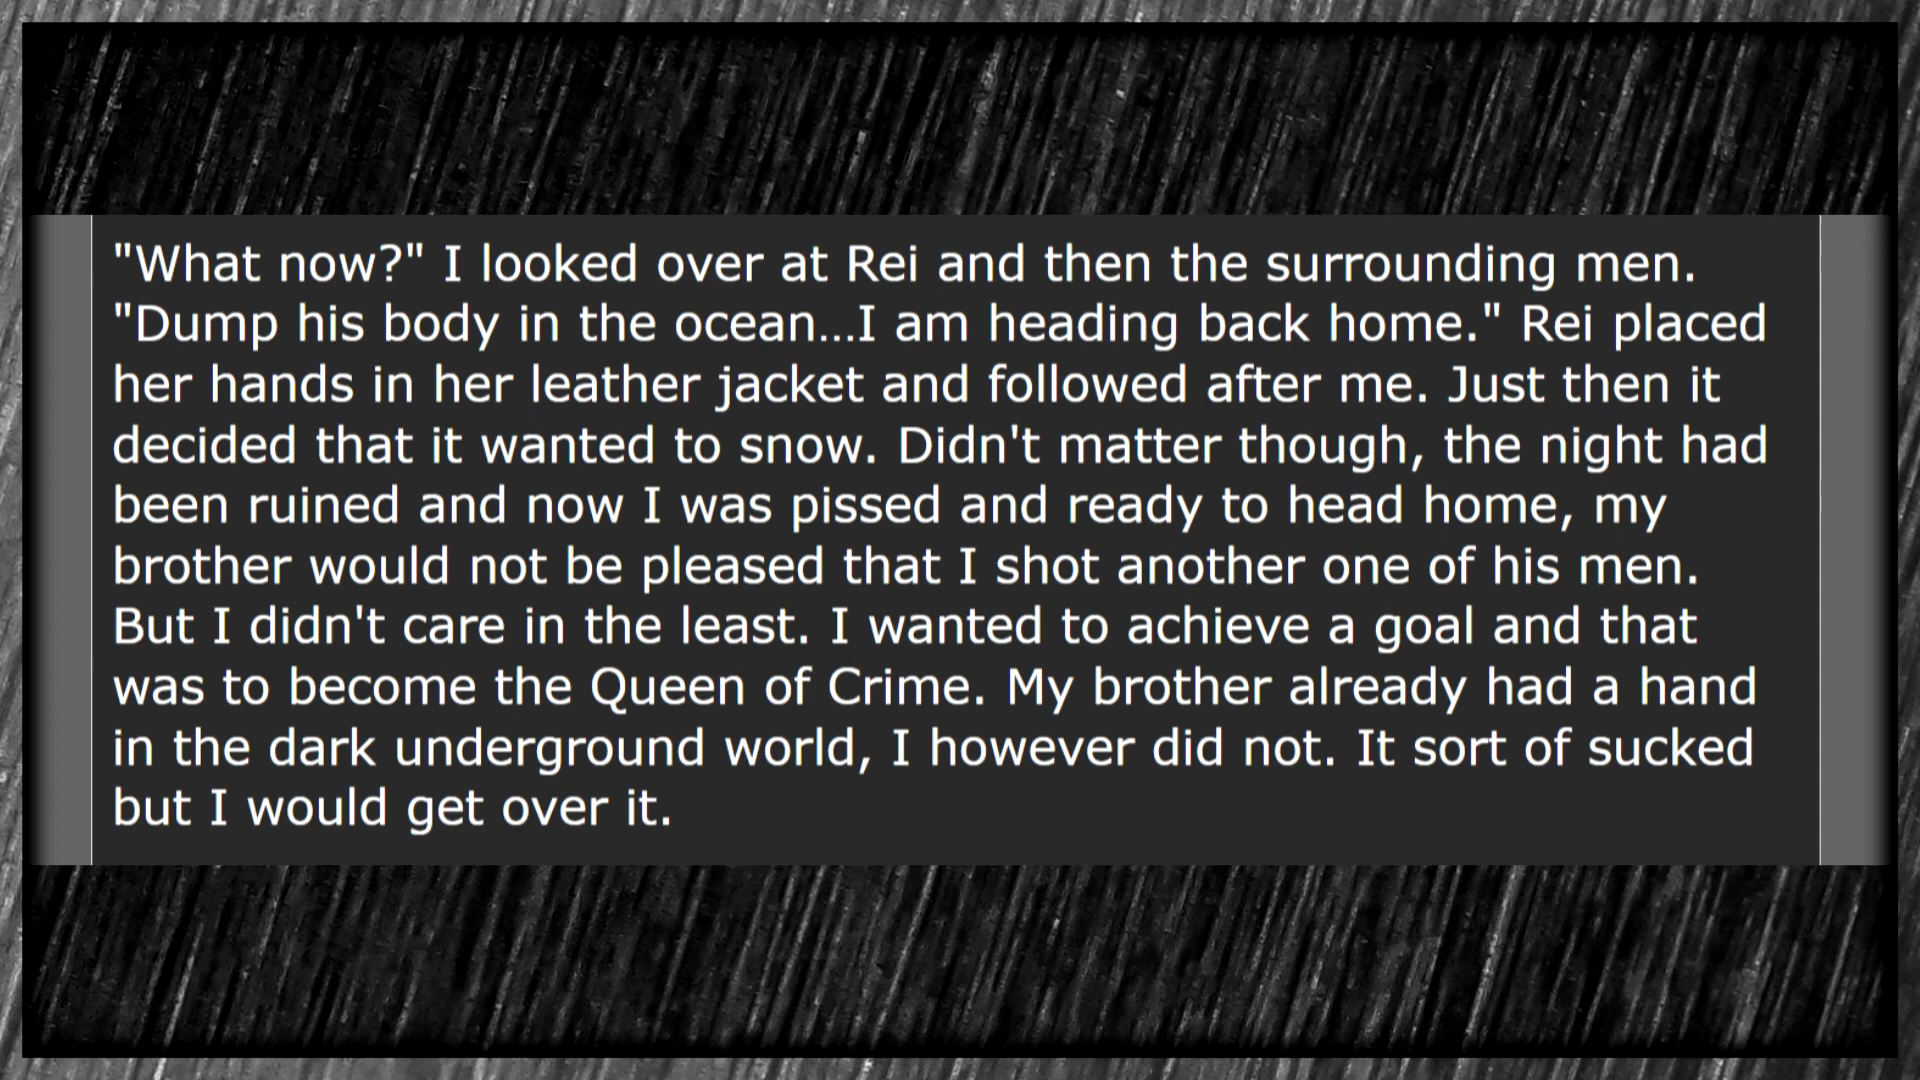 "What now?" I looked over at Rei and then the surrounding men.
"Dump his body in the ocean...I am heading back home." Rei placed
her hands in her leather jacket and followed after me. Just then it
decided that it wanted to snow. Didn't matter though, the night had
been ruined and now I was pissed and ready to head home, my
brother would not be pleased that I shot another one of his men.
But I didn't care in the least. I wanted to achieve a goal and that
was to become the Queen of Crime. My brother already had a hand
in the dark underground world, I however did not. It sort of sucked
but I would get over it.